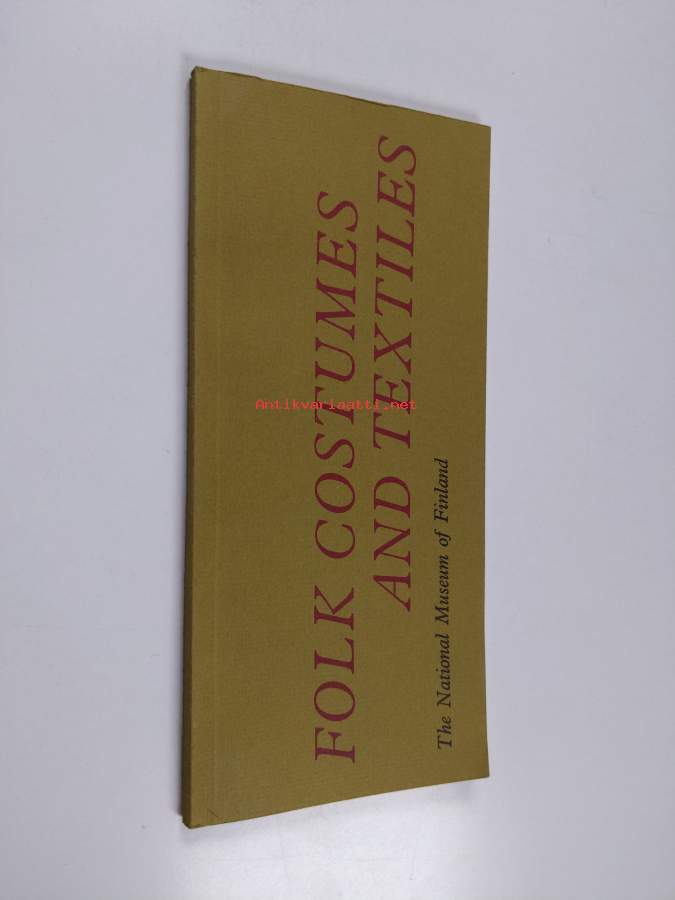 FOLK COSTUMES
AND TEXTILES
The National Museum of Finland
Antikvariaatti.net